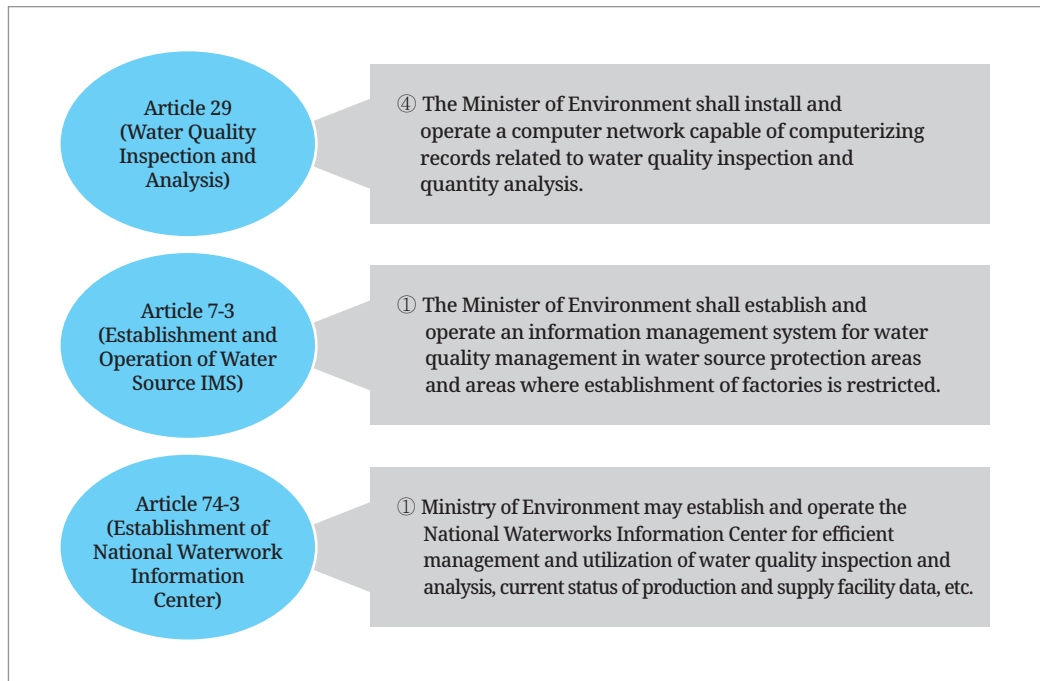 Article 29
(Water Quality
Inspection and
Analysis)
④ The Minister of Environment shall install and
operate a computer network capable of computerizing
records related to water quality inspection and
quantity analysis.
Article 7-3
(Establishment and
Operation of Water
Source IMS)
① The Minister of Environment shall establish and
operate an information management system for water
quality management in water source protection areas
and areas where establishment of factories is restricted.
Article 74-3
(Establishment of
National Waterwork
Information
Center)
① Ministry of Environment may establish and operate the
National Waterworks Information Center for efficient
management and utilization of water quality inspection and
analysis, current status of production and supply facility data, etc.